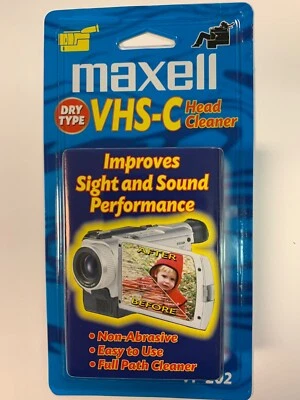 maxell
DRY
TYPE
VHS-C
Head
Cleaner
Improves
Sight and Sound
Performance
AFTER
BEFORE
• Non-Abrasive
• Easy to Use
• Full Path Cleaner